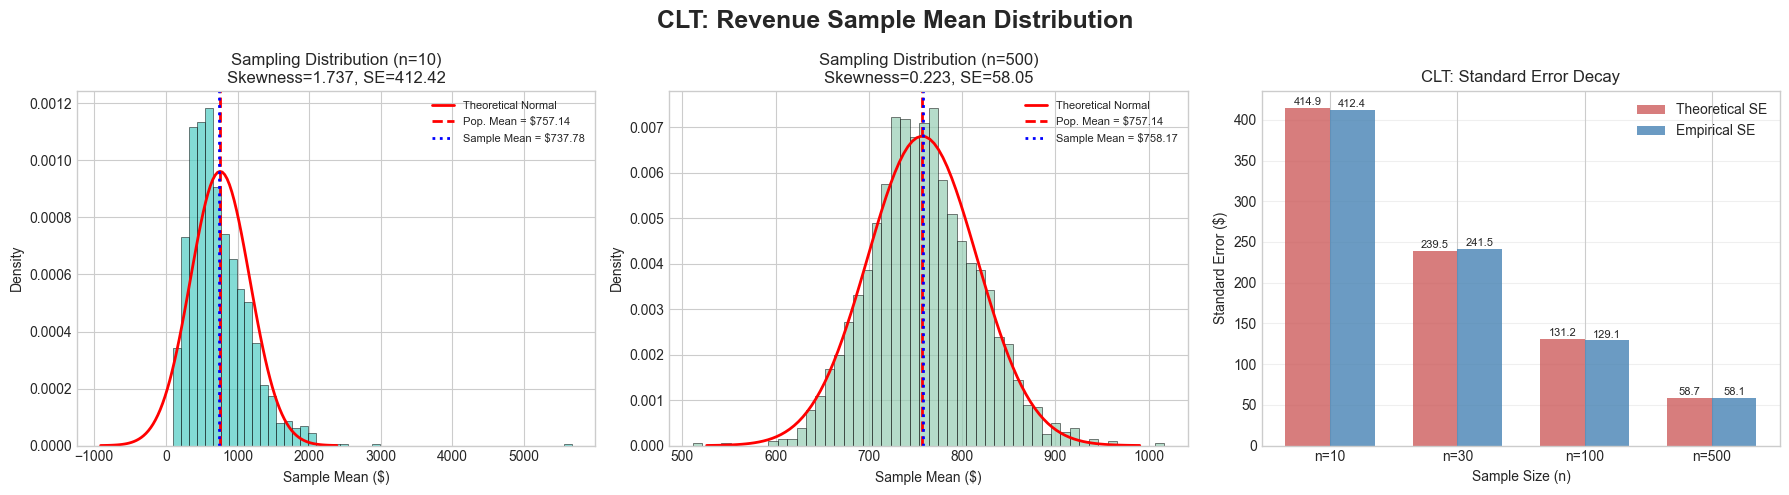 CLT: Revenue Sample Mean Distribution
Sampling Distribution (n=10)
Skewness=1.737, SE=412.42
Density
0.0012
0.0010
0.0008
0.0006
0.0004
0.0002
0.0000
Theoretical Normal
Pop. Mean = $757.14
Sample Mean = $737.78
−1000 0 1000 2000 3000 4000 5000
Sample Mean ($)
Sampling Distribution (n=500)
Skewness=0.223, SE=58.05
Density
0.007
0.006
0.005
0.004
0.003
0.002
0.001
0.000
Theoretical Normal
Pop. Mean = $757.14
Sample Mean = $758.17
500 600 700 800 900 1000
Sample Mean ($)
CLT: Standard Error Decay
Standard Error ($)
400
350
300
250
200
150
100
50
0
Theoretical SE
Empirical SE
414.9 412.4
239.5 241.5
131.2 129.1
58.7 58.1
n=10 n=30 n=100 n=500
Sample Size (n)